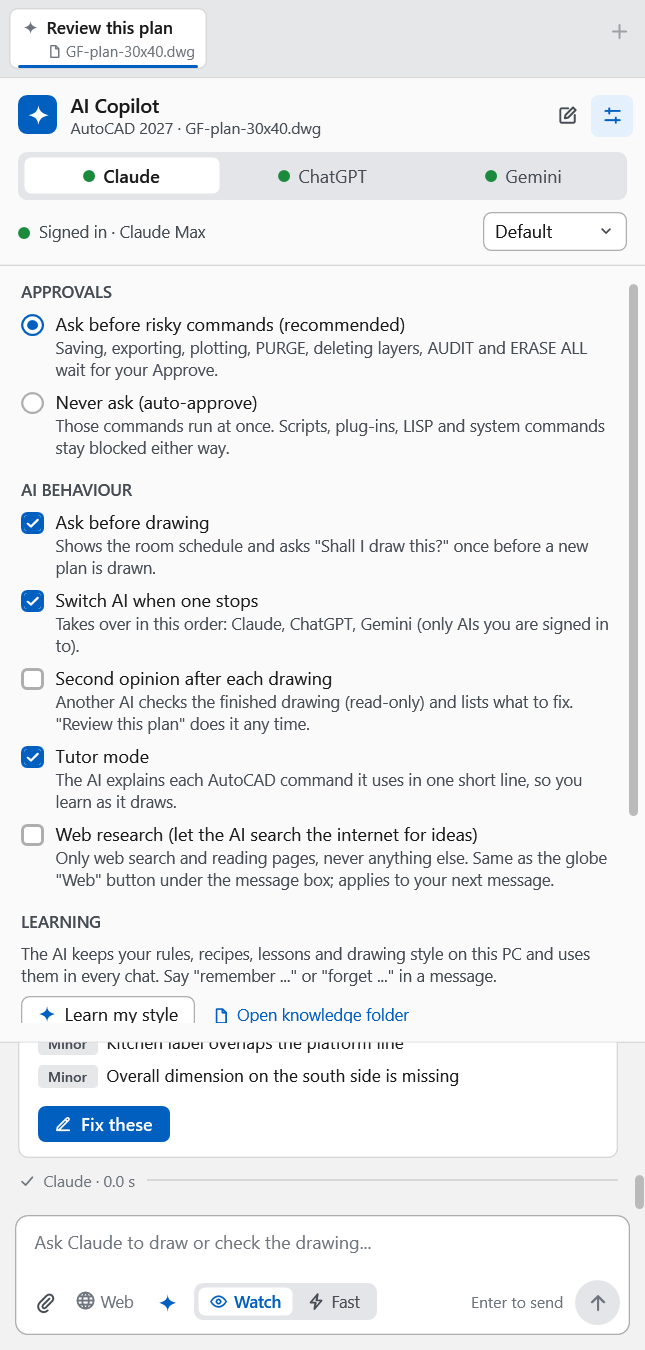 Review this plan
GF-plan-30x40.dwg
AI Copilot
AutoCAD 2027 · GF-plan-30x40.dwg
Claude
ChatGPT
Gemini
Signed in · Claude Max
Default
APPROVALS
Ask before risky commands (recommended)
Saving, exporting, plotting, PURGE, deleting layers, AUDIT and ERASE ALL
wait for your Approve.
Never ask (auto-approve)
Those commands run at once. Scripts, plug-ins, LISP and system commands
stay blocked either way.
AI BEHAVIOUR
Ask before drawing
Shows the room schedule and asks "Shall I draw this?" once before a new
plan is drawn.
Switch AI when one stops
Takes over in this order: Claude, ChatGPT, Gemini (only AIs you are signed in
to).
Second opinion after each drawing
Another AI checks the finished drawing (read-only) and lists what to fix.
"Review this plan" does it any time.
Tutor mode
The AI explains each AutoCAD command it uses in one short line, so you
learn as it draws.
Web research (let the AI search the internet for ideas)
Only web search and reading pages, never anything else. Same as the globe
"Web" button under the message box; applies to your next message.
LEARNING
The AI keeps your rules, recipes, lessons and drawing style on this PC and uses
them in every chat. Say "remember ..." or "forget ..." in a message.
Learn my style
Open knowledge folder
Minor Kitchen label overlaps the platform line
Minor Overall dimension on the south side is missing
Fix these
Claude · 0.0 s
Ask Claude to draw or check the drawing...
Web
Watch
Fast
Enter to send